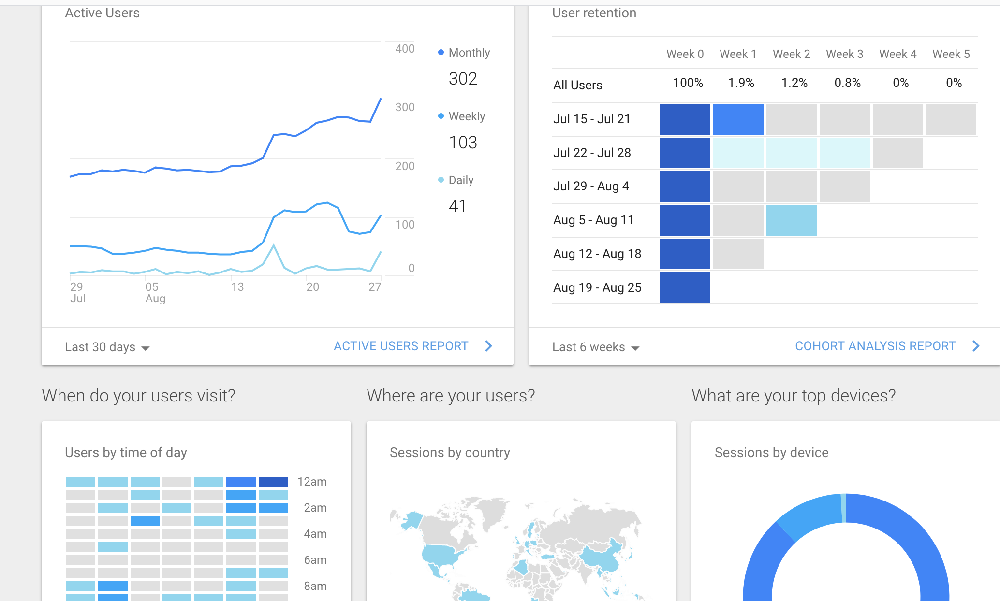 Active Users
400
300
200
100
0
29 05 13 20 27
Jul Aug
Monthly
302
Weekly
103
Daily
41
Last 30 days
ACTIVE USERS REPORT
User retention
Week 0 Week 1 Week 2 Week 3 Week 4 Week 5
All Users 100% 1.9% 1.2% 0.8% 0% 0%
Jul 15 - Jul 21
Jul 22 - Jul 28
Jul 29 - Aug 4
Aug 5 - Aug 11
Aug 12 - Aug 18
Aug 19 - Aug 25
Last 6 weeks
COHORT ANALYSIS REPORT
When do your users visit?
Users by time of day
12am
2am
4am
6am
8am
Where are your users?
Sessions by country
What are your top devices?
Sessions by device